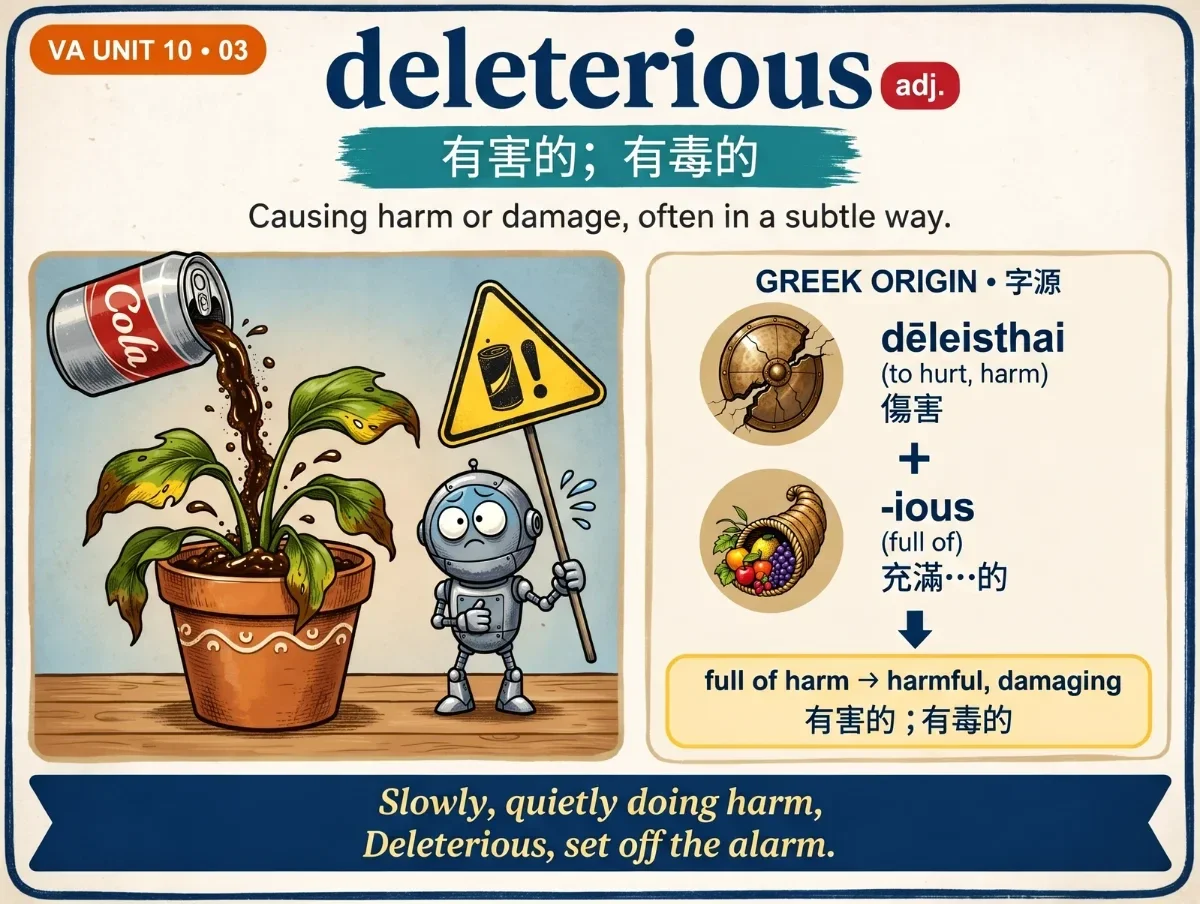 VA UNIT 10 • 03
deleterious adj.
有害的；有毒的
Causing harm or damage, often in a subtle way.
Cola
!
GREEK ORIGIN • 字源
dēleisthai
(to hurt, harm)
傷害
+
-ious
(full of)
充滿⋯的
full of harm → harmful, damaging
有害的；有毒的
Slowly, quietly doing harm,
Deleterious, set off the alarm.